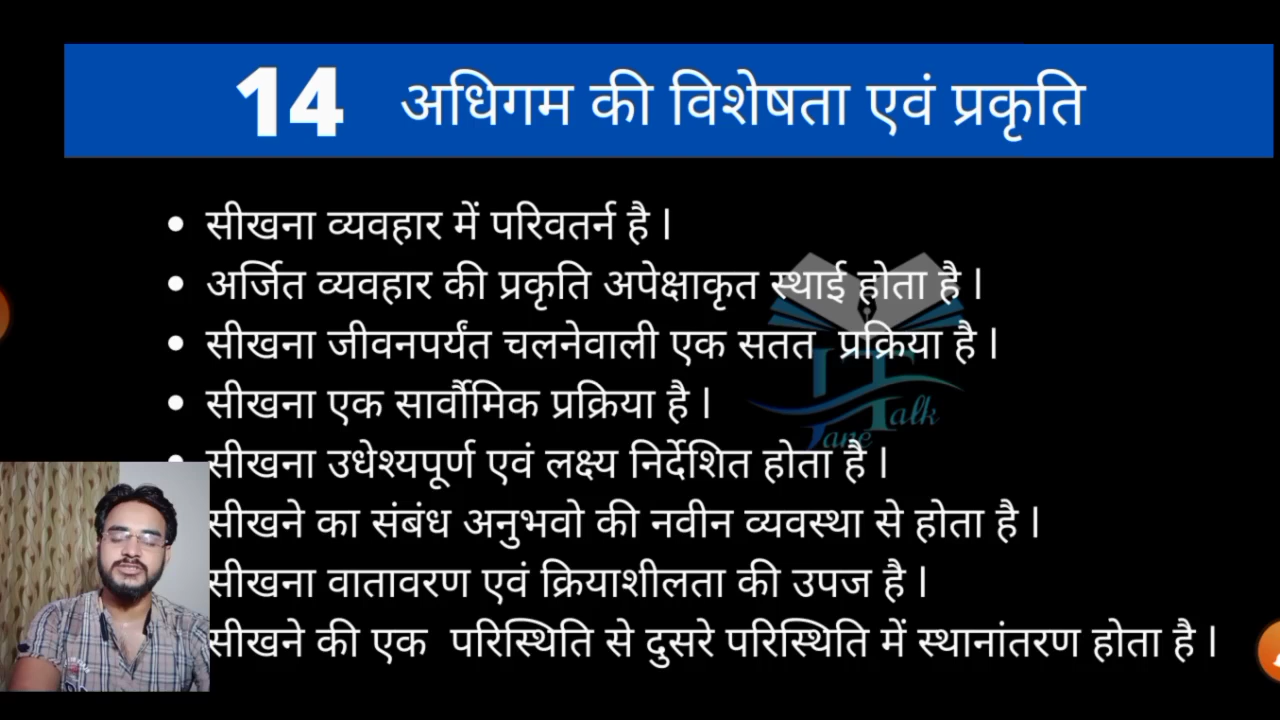 14 अधिगम की विशेषता एवं प्रकृति
• सीखना व्यवहार में परिवतर्न है ।
• अर्जित व्यवहार की प्रकृति अपेक्षाकृत स्थाई होता है ।
• सीखना जीवनपर्यंत चलनेवाली एक सतत प्रक्रिया है ।
• सीखना एक सार्वौमिक प्रक्रिया है ।
• सीखना उधेश्यपूर्ण एवं लक्ष्य निर्देशित होता है ।
सीखने का संबंध अनुभवो की नवीन व्यवस्था से होता है ।
सीखना वातावरण एवं क्रियाशीलता की उपज है ।
सीखने की एक परिस्थिति से दुसरे परिस्थिति में स्थानांतरण होता है ।
Jane Talk